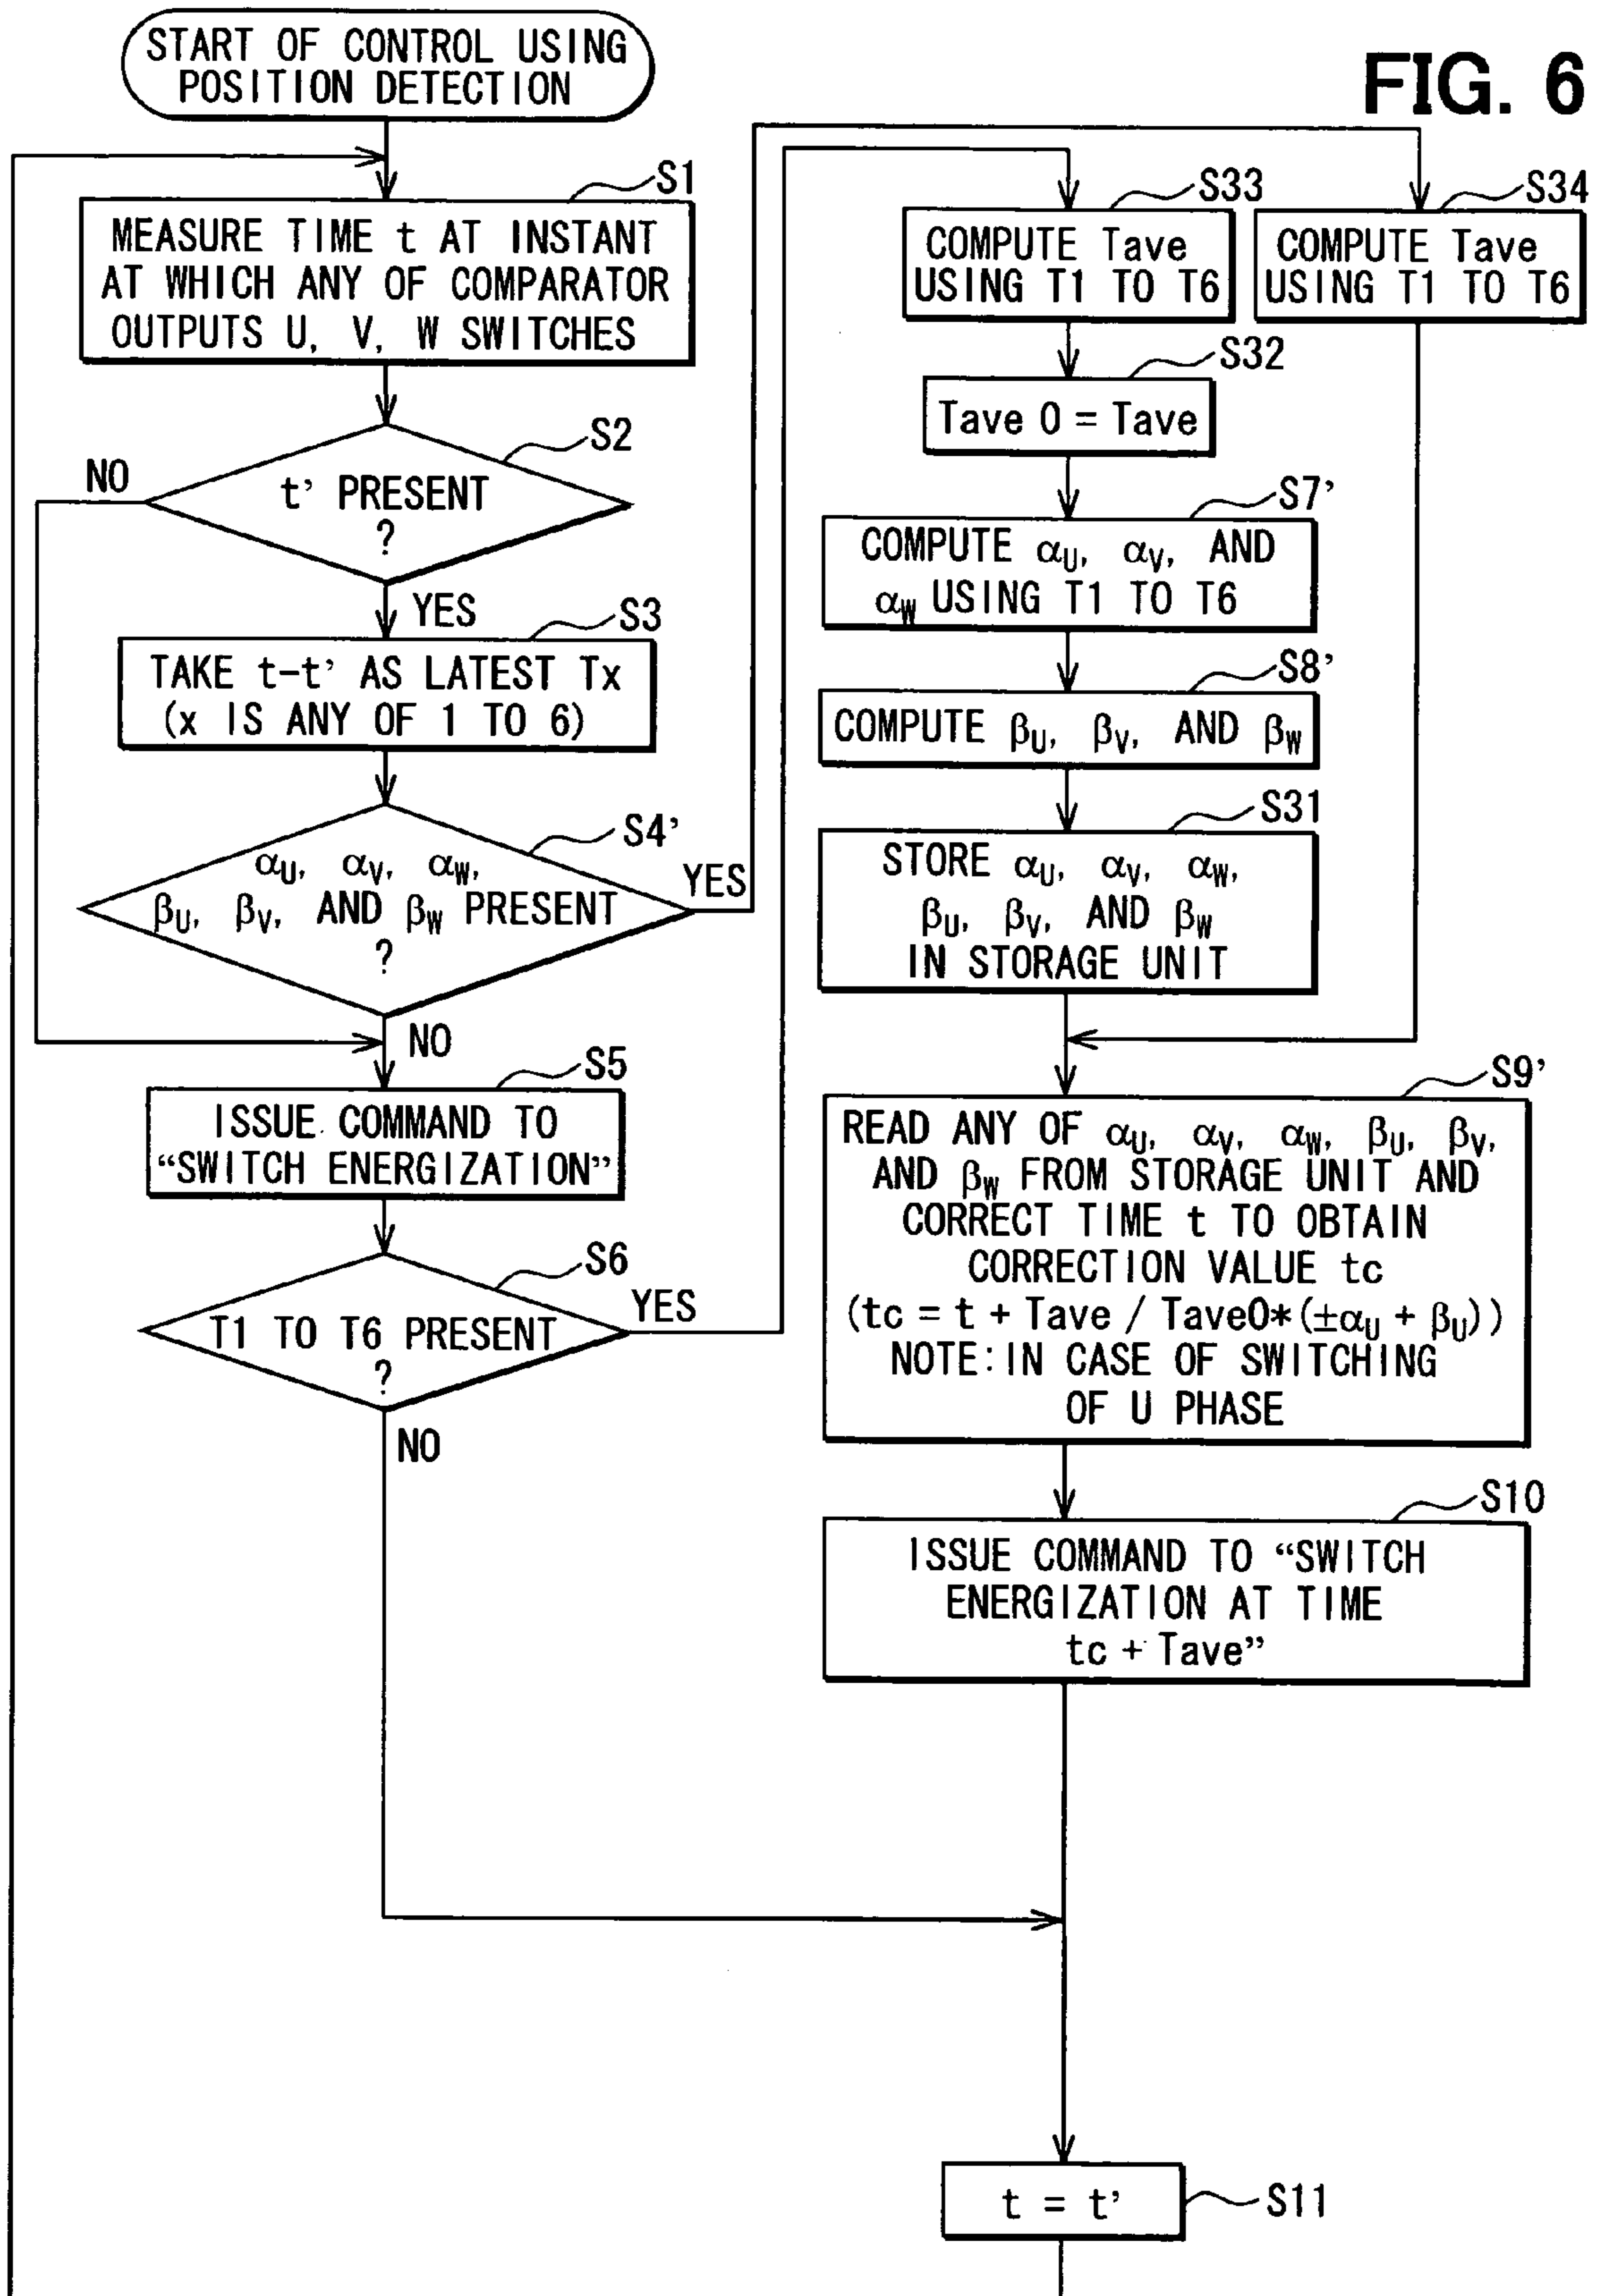 START OF CONTROL USING
POSITION DETECTION
FIG. 6
S1
MEASURE TIME t AT INSTANT
AT WHICH ANY OF COMPARATOR
OUTPUTS U, V, W SWITCHES
S2
NO
t' PRESENT
?
YES
S3
TAKE t-t' AS LATEST Tx
(x IS ANY OF 1 TO 6)
S4'
αU, αV, αW,
βU, βV, AND βW PRESENT
?
YES
NO
S5
ISSUE COMMAND TO
“SWITCH ENERGIZATION”
S6
T1 TO T6 PRESENT
?
YES
NO
S33
COMPUTE Tave
USING T1 TO T6
S34
COMPUTE Tave
USING T1 TO T6
S32
Tave 0 = Tave
S7'
COMPUTE αU, αV, AND
αW USING T1 TO T6
S8'
COMPUTE βU, βV, AND βW
S31
STORE αU, αV, αW,
βU, βV, AND βW
IN STORAGE UNIT
S9'
READ ANY OF αU, αV, αW, βU, βV,
AND βW FROM STORAGE UNIT AND
CORRECT TIME t TO OBTAIN
CORRECTION VALUE tc
(tc = t + Tave / Tave0*(±αU + βU))
NOTE: IN CASE OF SWITCHING
OF U PHASE
S10
ISSUE COMMAND TO “SWITCH
ENERGIZATION AT TIME
tc + Tave”
t = t'
S11